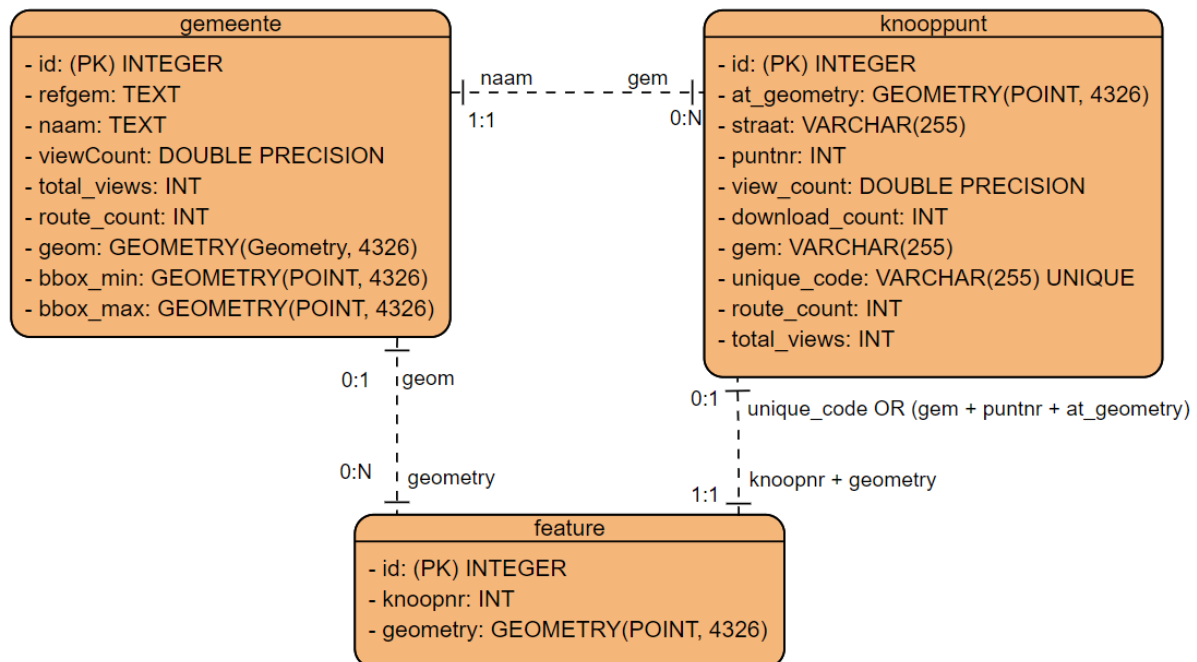 gemeente
- id: (PK) INTEGER
- refgem: TEXT
- naam: TEXT
- viewCount: DOUBLE PRECISION
- total_views: INT
- route_count: INT
- geom: GEOMETRY(Geometry, 4326)
- bbox_min: GEOMETRY(POINT, 4326)
- bbox_max: GEOMETRY(POINT, 4326)
naam
gem
1:1
0:N
knooppunt
- id: (PK) INTEGER
- at_geometry: GEOMETRY(POINT, 4326)
- straat: VARCHAR(255)
- puntnr: INT
- view_count: DOUBLE PRECISION
- download_count: INT
- gem: VARCHAR(255)
- unique_code: VARCHAR(255) UNIQUE
- route_count: INT
- total_views: INT
0:1
geom
0:N
geometry
0:1
unique_code OR (gem + puntnr + at_geometry)
1:1
knoopnr + geometry
feature
- id: (PK) INTEGER
- knoopnr: INT
- geometry: GEOMETRY(POINT, 4326)